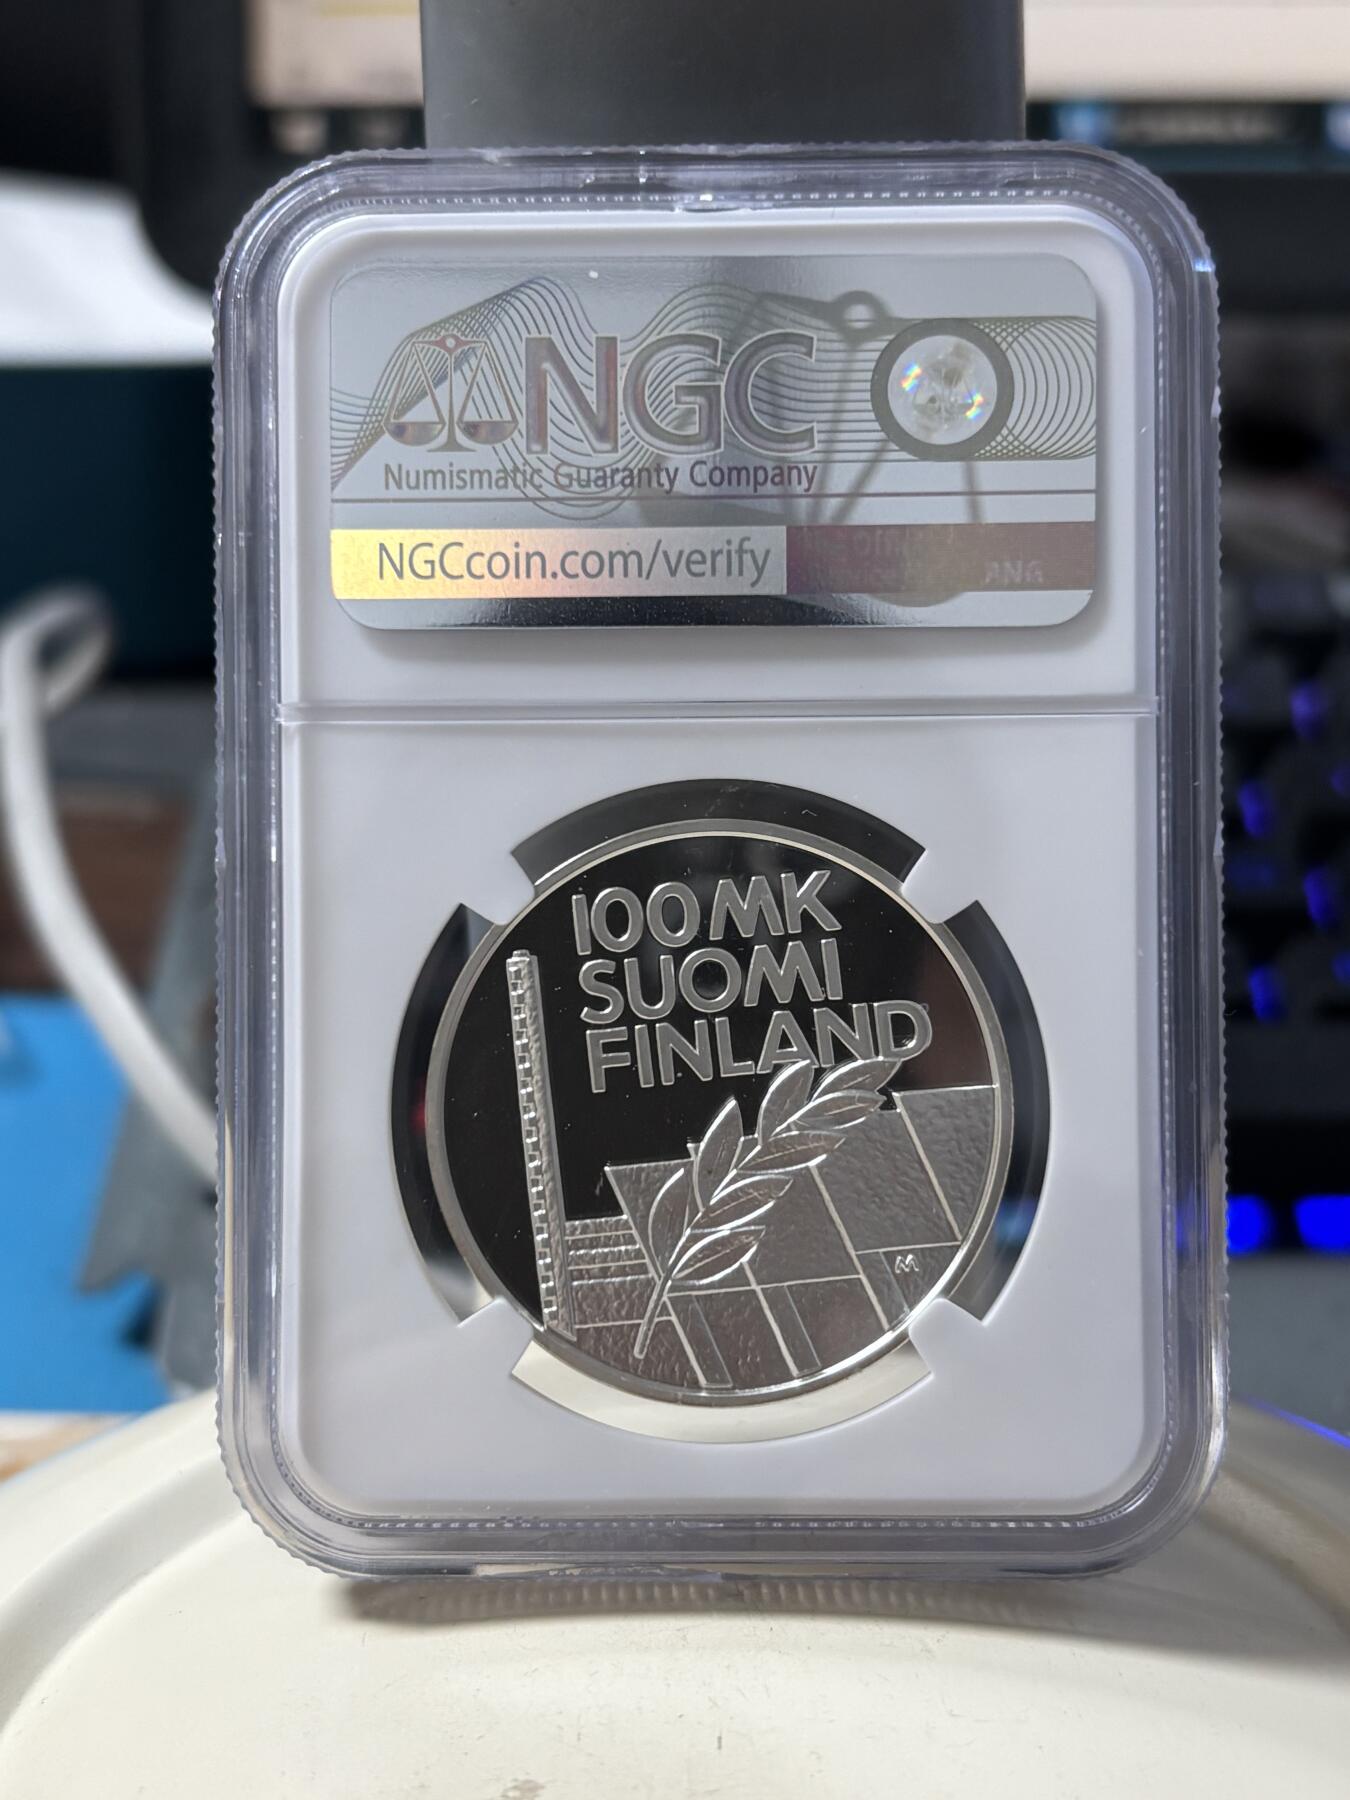 NGC
Numismatic Guaranty Company
NGCcoin.com/verify
100 MK
SUOMI
FINLAND
M